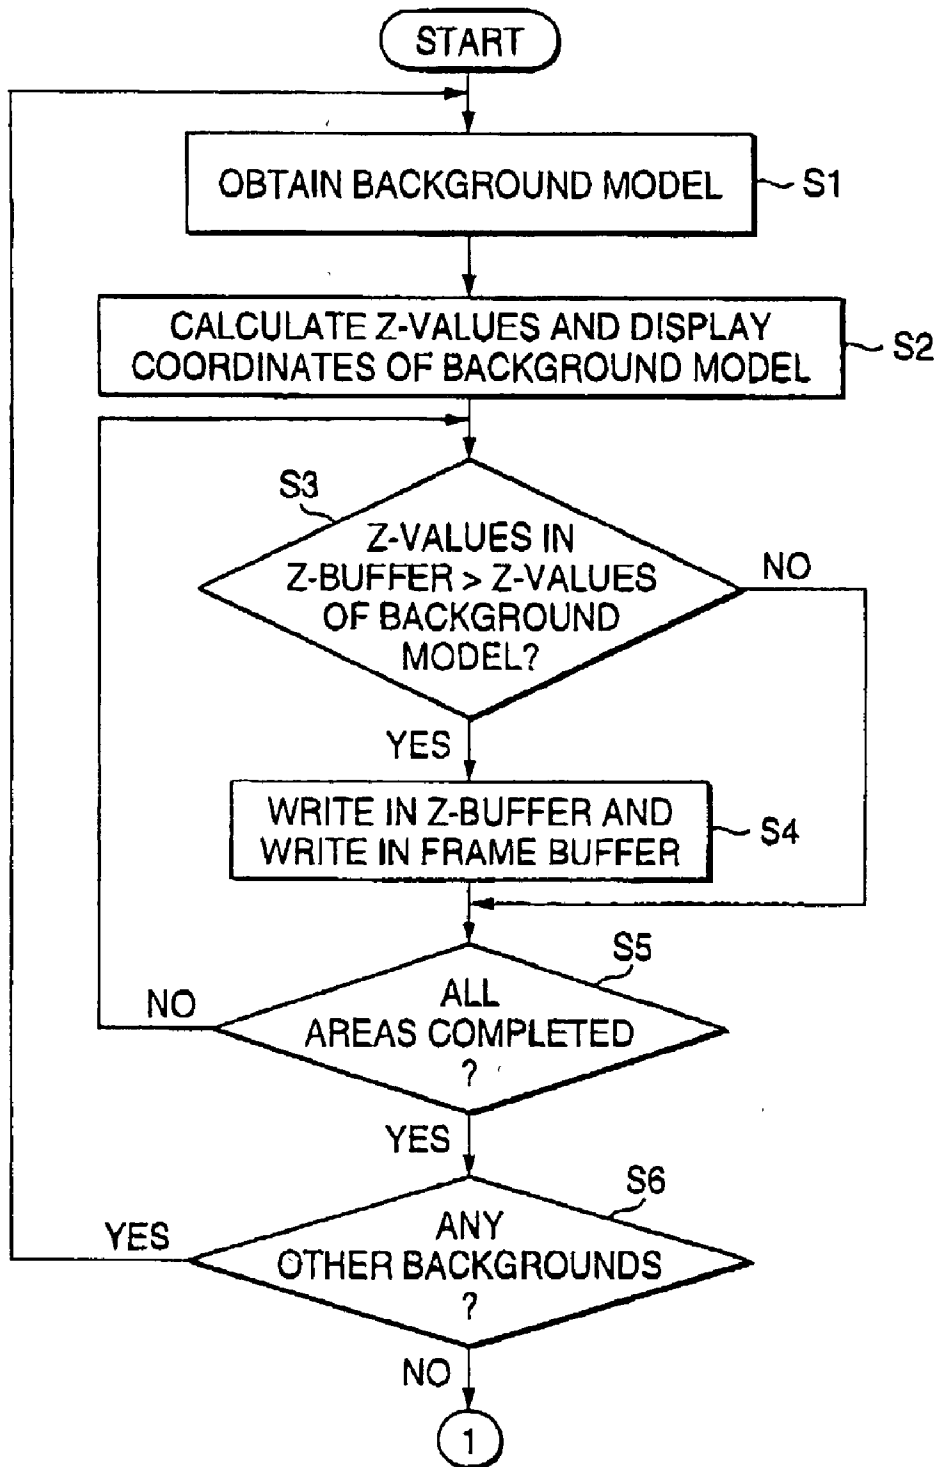 START
OBTAIN BACKGROUND MODEL
S1
CALCULATE Z-VALUES AND DISPLAY
COORDINATES OF BACKGROUND MODEL
S2
S3
Z-VALUES IN
Z-BUFFER > Z-VALUES
OF BACKGROUND
MODEL?
NO
YES
WRITE IN Z-BUFFER AND
WRITE IN FRAME BUFFER
S4
S5
ALL
AREAS COMPLETED
?
NO
YES
S6
ANY
OTHER BACKGROUNDS
?
YES
NO
1